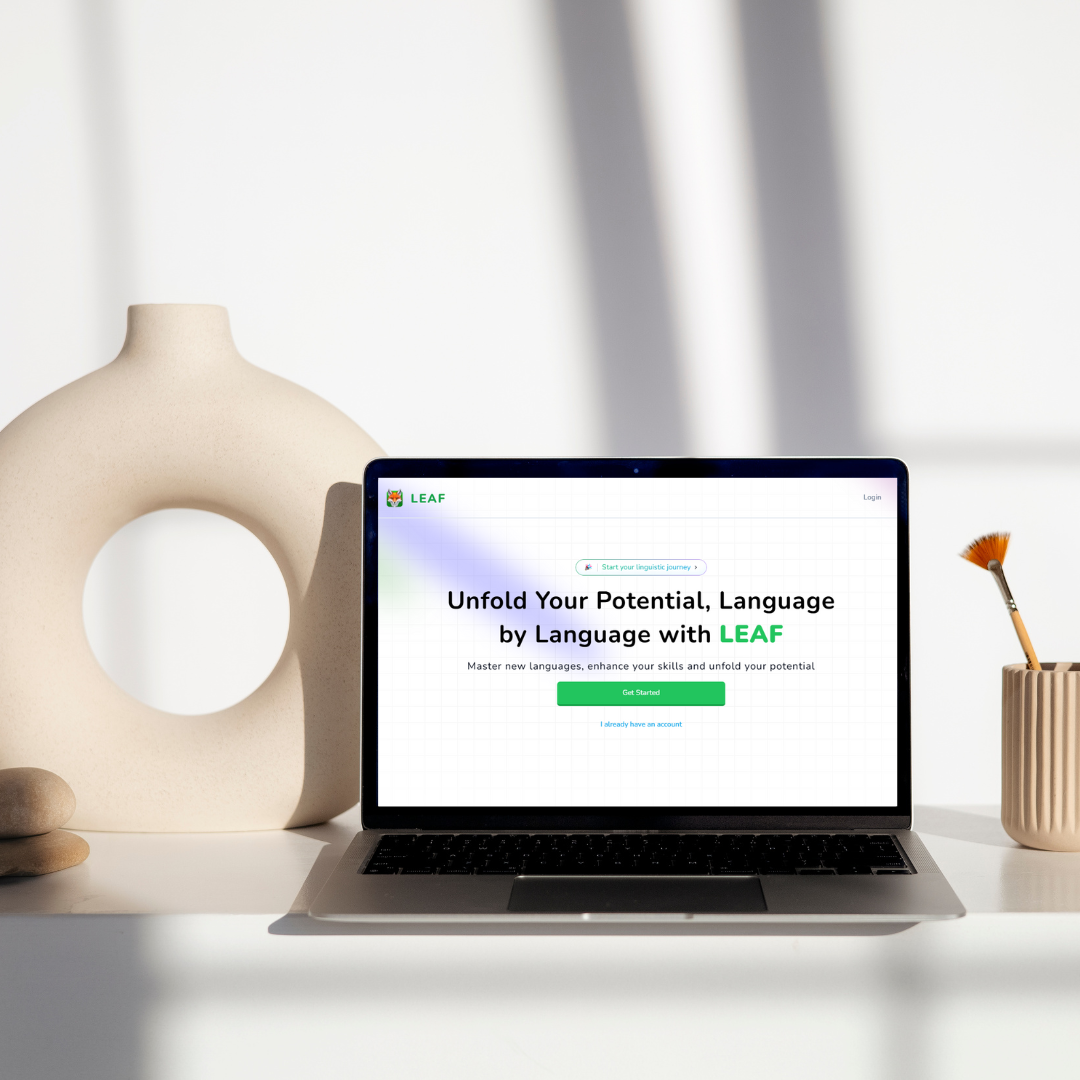 LEAF
Login
Start your linguistic journey ›
Unfold Your Potential, Language
by Language with LEAF
Master new languages, enhance your skills and unfold your potential
Get Started
I already have an account